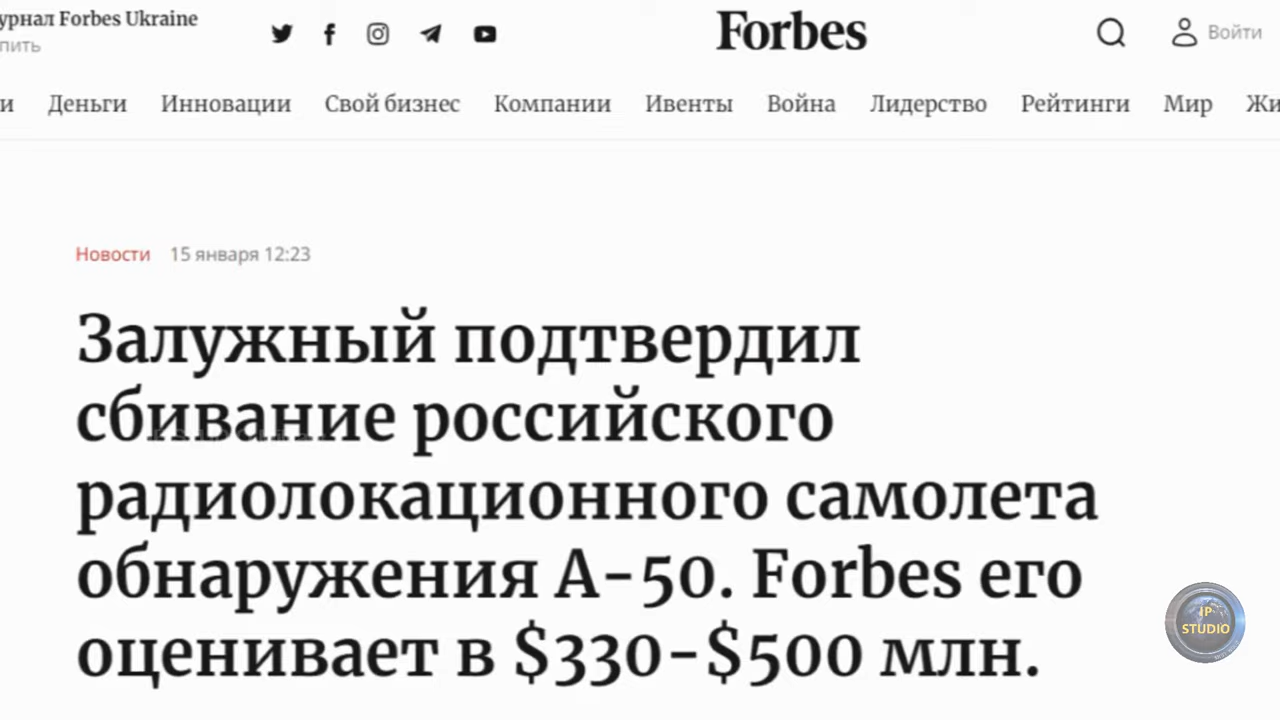 урнал Forbes Ukraine
пить
Forbes
Войти
и Деньги Инновации Свой бизнес Компании Ивенты Война Лидерство Рейтинги Мир Жи
Новости 15 января 12:23
Залужный подтвердил
сбивание российского
радиолокационного самолета
обнаружения А-50. Forbes его
оценивает в $330-$500 млн.
IP
STUDIO